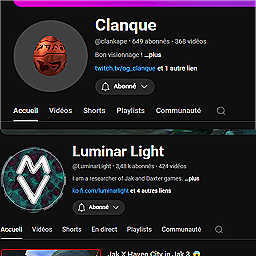 Clanque
@clankape • 649 abonnés • 368 vidéos
Bon visionnage ! ...plus
twitch.tv/og_clanque et 1 autre lien
Abonné
Accueil Vidéos Shorts Playlists Communauté
Luminar Light
@LuminarLight • 3,48 k abonnés • 424 vidéos
I am a researcher of Jak and Daxter games. ...plus
ko-fi.com/luminarlight et 4 autres liens
Abonné
Accueil Vidéos Shorts En direct Playlists Communauté
Jak X Haven City in Jak 3